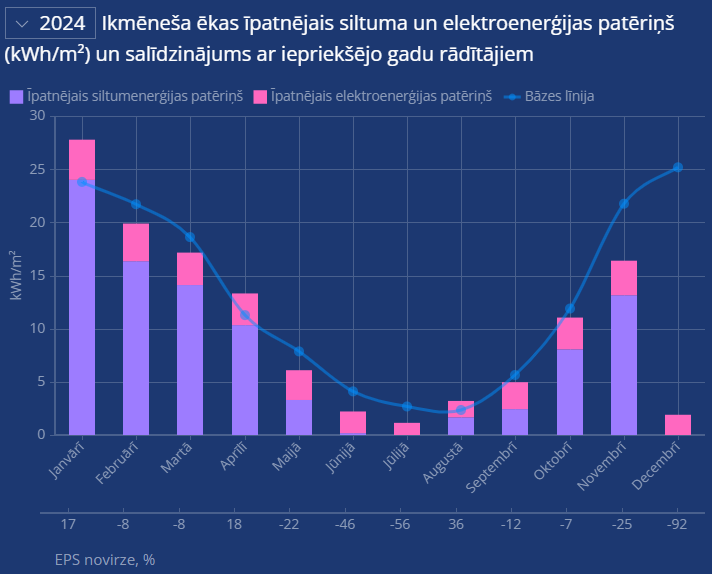 2024 Ikmēneša ēkas īpatnējais siltuma un elektroenerģijas patēriņš
(kWh/m²) un salīdzinājums ar iepriekšējo gadu rādītājiem
Īpatnējais siltumenerģijas patēriņš Īpatnējais elektroenerģijas patēriņš Bāzes līnija
30
25
20
15
10
5
0
kWh/m²
Janvārī Februārī Martā Aprīlī Maijā Jūnijā Jūlijā Augustā Septembrī Oktobrī Novembrī Decembrī
17 -8 -8 18 -22 -46 -56 36 -12 -7 -25 -92
EPS novirze, %